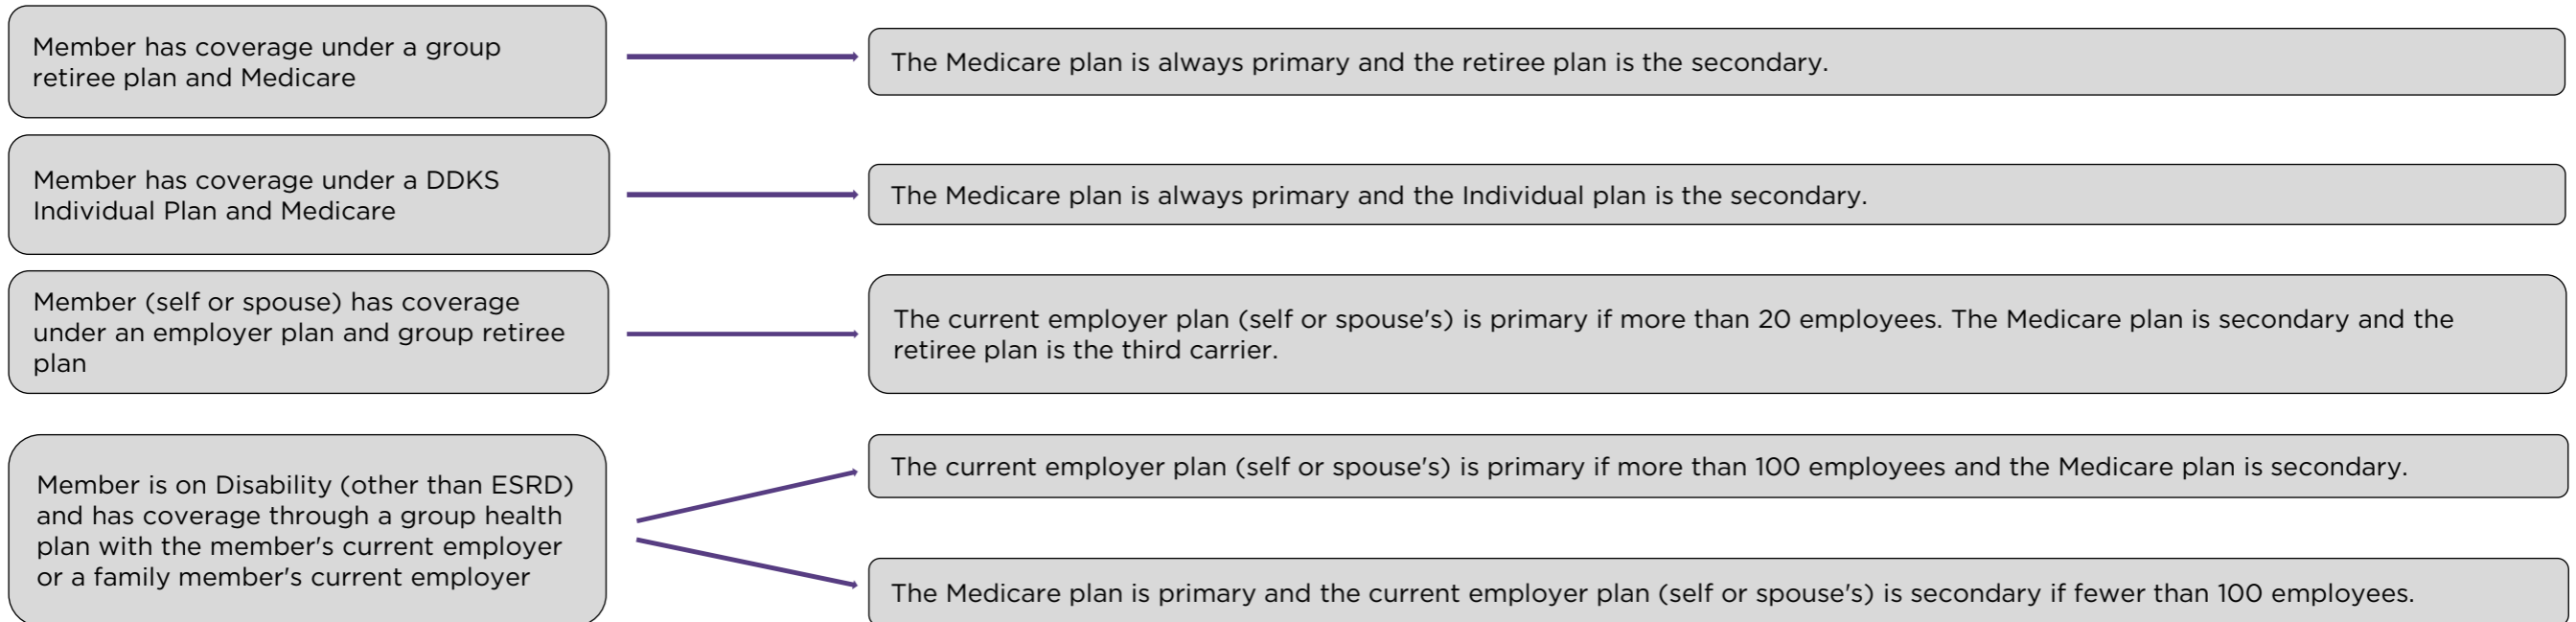 Member has coverage under a group
retiree plan and Medicare
The Medicare plan is always primary and the retiree plan is the secondary.
Member has coverage under a DDKS
Individual Plan and Medicare
The Medicare plan is always primary and the Individual plan is the secondary.
Member (self or spouse) has coverage
under an employer plan and group retiree
plan
The current employer plan (self or spouse's) is primary if more than 20 employees. The Medicare plan is secondary and the
retiree plan is the third carrier.
Member is on Disability (other than ESRD)
and has coverage through a group health
plan with the member's current employer
or a family member's current employer
The current employer plan (self or spouse's) is primary if more than 100 employees and the Medicare plan is secondary.
The Medicare plan is primary and the current employer plan (self or spouse's) is secondary if fewer than 100 employees.